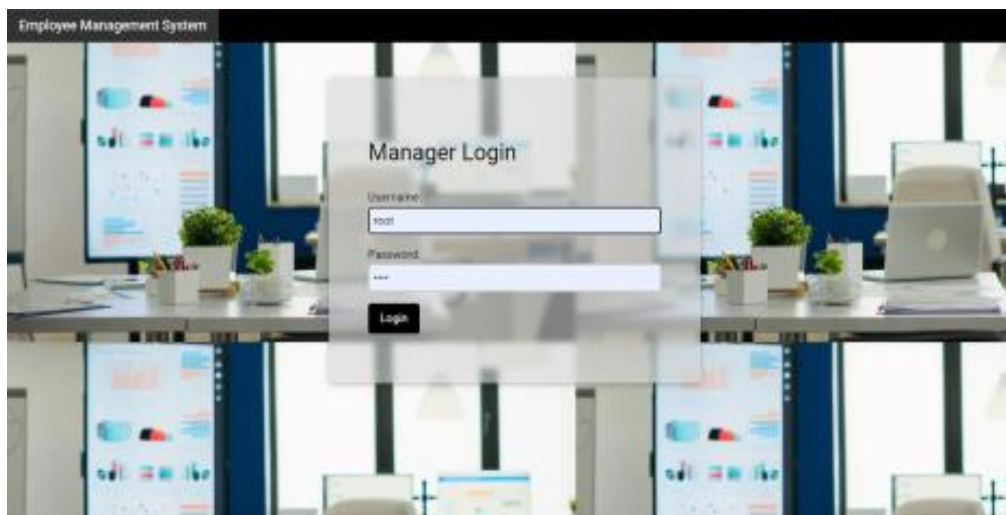 Employee Management System
Manager Login
Username:
root
Password:
Login